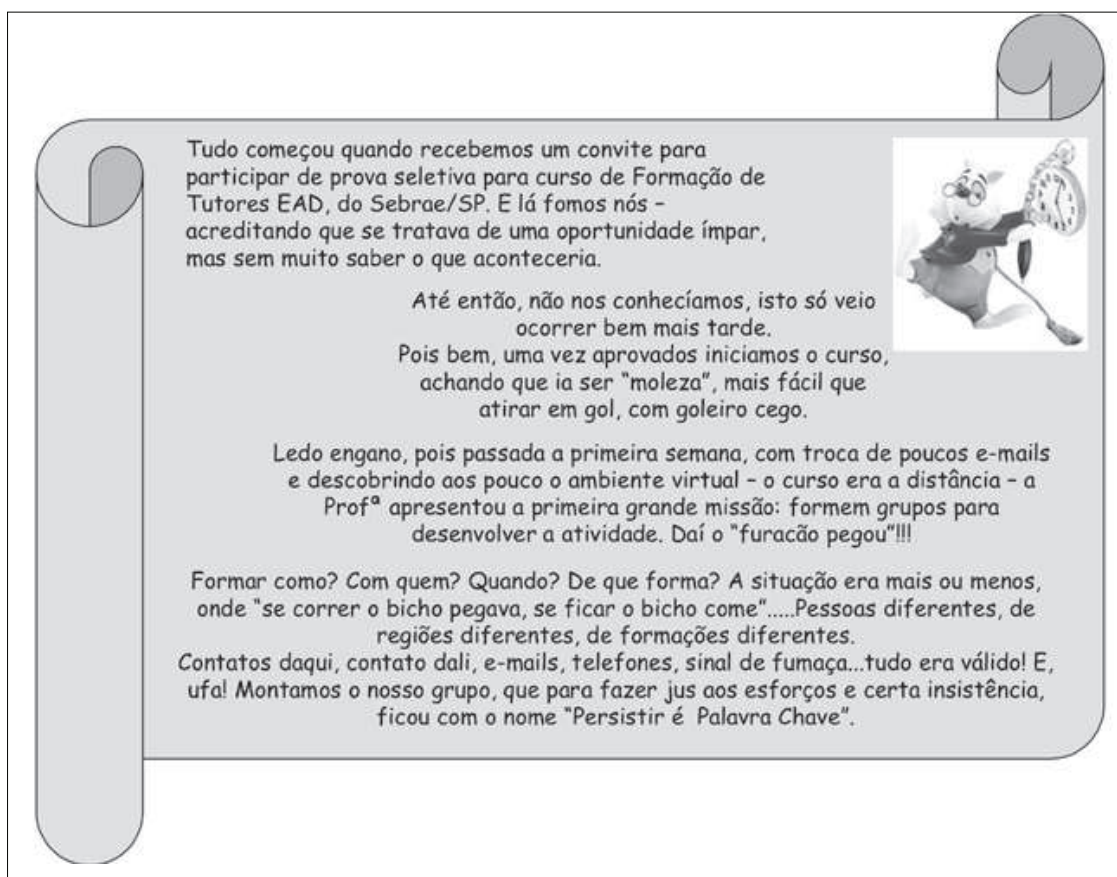 Tudo começou quando recebemos um convite para
participar de prova seletiva para curso de Formação de
Tutores EAD, do Sebrae/SP. E lá fomos nós –
acreditando que se tratava de uma oportunidade ímpar,
mas sem muito saber o que aconteceria.
Até então, não nos conhecíamos, isto só veio
ocorrer bem mais tarde.
Pois bem, uma vez aprovados iniciamos o curso,
achando que ia ser “moleza”, mais fácil que
atirar em gol, com goleiro cego.
Ledo engano, pois passada a primeira semana, com troca de poucos e-mails
e descobrindo aos pouco o ambiente virtual – o curso era a distância – a
Profª apresentou a primeira grande missão: formem grupos para
desenvolver a atividade. Daí o “furacão pegou”!!!
Formar como? Com quem? Quando? De que forma? A situação era mais ou menos,
onde “se correr o bicho pegava, se ficar o bicho come”.....Pessoas diferentes, de
regiões diferentes, de formações diferentes.
Contatos daqui, contato dali, e-mails, telefones, sinal de fumaça...tudo era válido! E,
ufa! Montamos o nosso grupo, que para fazer jus aos esforços e certa insistência,
ficou com o nome “Persistir é Palavra Chave”.